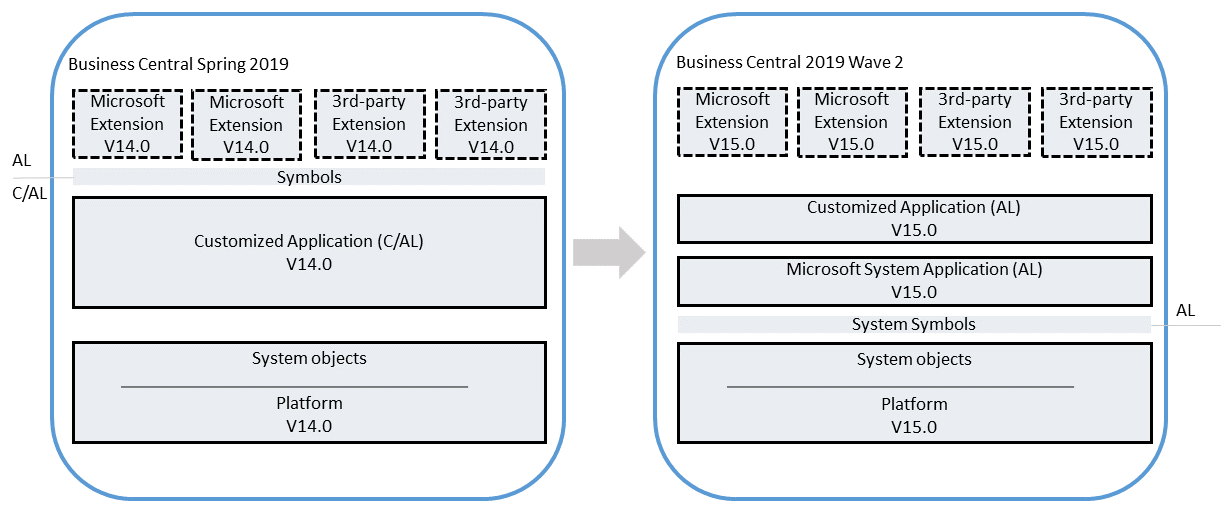 Business Central Spring 2019
Microsoft
Extension
V14.0
Microsoft
Extension
V14.0
3rd-party
Extension
V14.0
3rd-party
Extension
V14.0
AL
Symbols
C/AL
Customized Application (C/AL)
V14.0
System objects
Platform
V14.0
Business Central 2019 Wave 2
Microsoft
Extension
V15.0
Microsoft
Extension
V15.0
3rd-party
Extension
V15.0
3rd-party
Extension
V15.0
Customized Application (AL)
V15.0
Microsoft System Application (AL)
V15.0
AL
System Symbols
System objects
Platform
V15.0